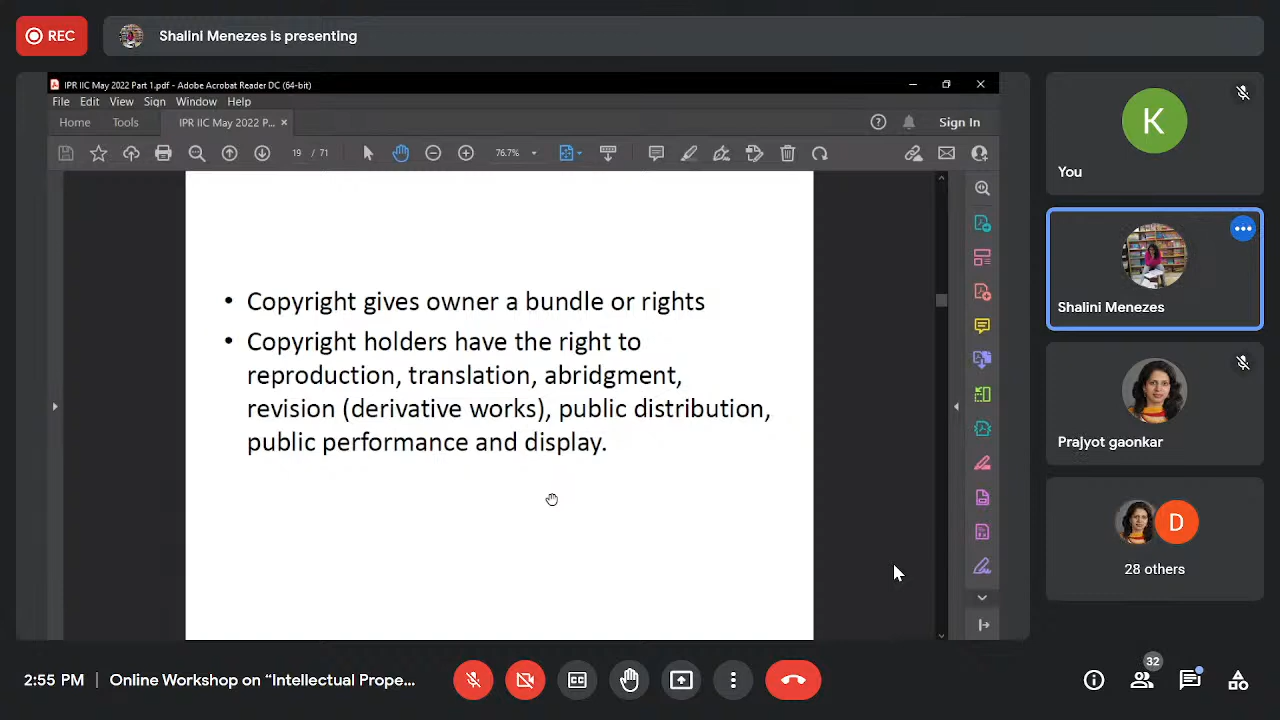 REC
Shalini Menezes is presenting
IPR IIC May 2022 Part 1.pdf - Adobe Acrobat Reader DC (64-bit)
File Edit View Sign Window Help
Home Tools IPR IIC May 2022 P... × Sign In
19 / 71 76.7%
• Copyright gives owner a bundle or rights
• Copyright holders have the right to
reproduction, translation, abridgment,
revision (derivative works), public distribution,
public performance and display.
K
You
Shalini Menezes
Prajyot gaonkar
D
28 others
2:55 PM | Online Workshop on “Intellectual Prope...
32